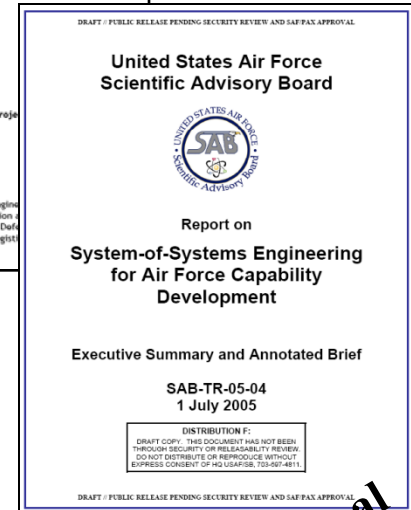 DRAFT // PUBLIC RELEASE PENDING SECURITY REVIEW AND SAF/PAX APPROVAL
United States Air Force
Scientific Advisory Board
UNITED STATES AIR FORCE
SAB
Scientific Advisory Board
Report on
System-of-Systems Engineering
for Air Force Capability
Development
Executive Summary and Annotated Brief
SAB-TR-05-04
1 July 2005
DISTRIBUTION F:
DRAFT COPY. THIS DOCUMENT HAS NOT BEEN
THROUGH SECURITY OR RELEASABILITY REVIEW.
DO NOT DISTRIBUTE OR REPRODUCE WITHOUT
EXPRESS CONSENT OF HQ USAF/SB, 703-697-4811.
DRAFT // PUBLIC RELEASE PENDING SECURITY REVIEW AND SAF/PAX APPROVAL